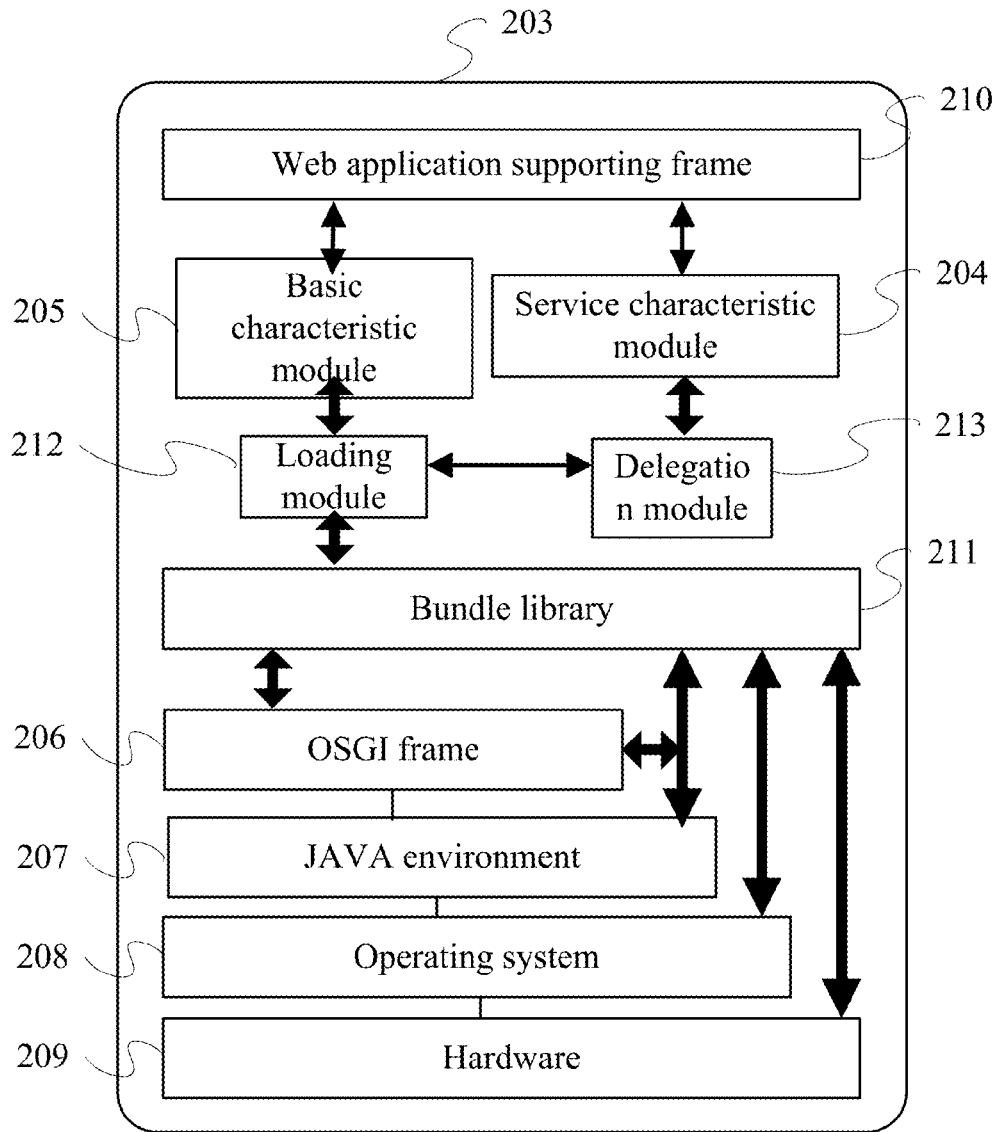 203
210
Web application supporting frame
204
Basic
characteristic
module
Service characteristic
module
205
212
213
Loading
module
Delegatio
n module
211
Bundle library
206
OSGI frame
207
JAVA environment
208
Operating system
209
Hardware